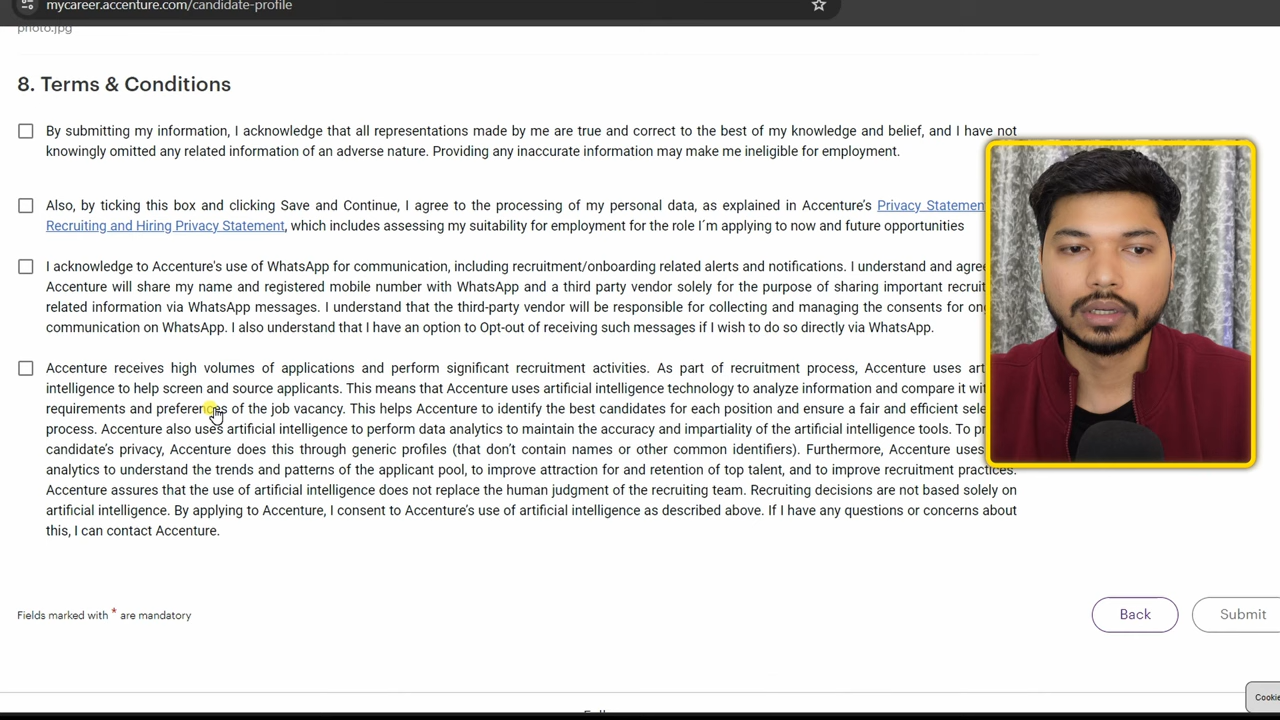 mycareer.accenture.com/candidate-profile
photo.jpg
8. Terms & Conditions
By submitting my information, I acknowledge that all representations made by me are true and correct to the best of my knowledge and belief, and I have not
knowingly omitted any related information of an adverse nature. Providing any inaccurate information may make me ineligible for employment.
Also, by ticking this box and clicking Save and Continue, I agree to the processing of my personal data, as explained in Accenture's Privacy Statement
Recruiting and Hiring Privacy Statement, which includes assessing my suitability for employment for the role I´m applying to now and future opportunities
I acknowledge to Accenture's use of WhatsApp for communication, including recruitment/onboarding related alerts and notifications. I understand and agree
Accenture will share my name and registered mobile number with WhatsApp and a third party vendor solely for the purpose of sharing important
related information via WhatsApp messages. I understand that the third-party vendor will be responsible for collecting and managing the consents for
communication on WhatsApp. I also understand that I have an option to Opt-out of receiving such messages if I wish to do so directly via WhatsApp.
Accenture receives high volumes of applications and perform significant recruitment activities. As part of recruitment process, Accenture uses
intelligence to help screen and source applicants. This means that Accenture uses artificial intelligence technology to analyze information and compare it
requirements and preferences of the job vacancy. This helps Accenture to identify the best candidates for each position and ensure a fair and efficient
process. Accenture also uses artificial intelligence to perform data analytics to maintain the accuracy and impartiality of the artificial intelligence tools. To
candidate's privacy, Accenture does this through generic profiles (that don't contain names or other common identifiers). Furthermore, Accenture uses
analytics to understand the trends and patterns of the applicant pool, to improve attraction for and retention of top talent, and to improve recruitment practices.
Accenture assures that the use of artificial intelligence does not replace the human judgment of the recruiting team. Recruiting decisions are not based solely on
artificial intelligence. By applying to Accenture, I consent to Accenture's use of artificial intelligence as described above. If I have any questions or concerns about
this, I can contact Accenture.
Fields marked with * are mandatory
Back
Submit
Cookie